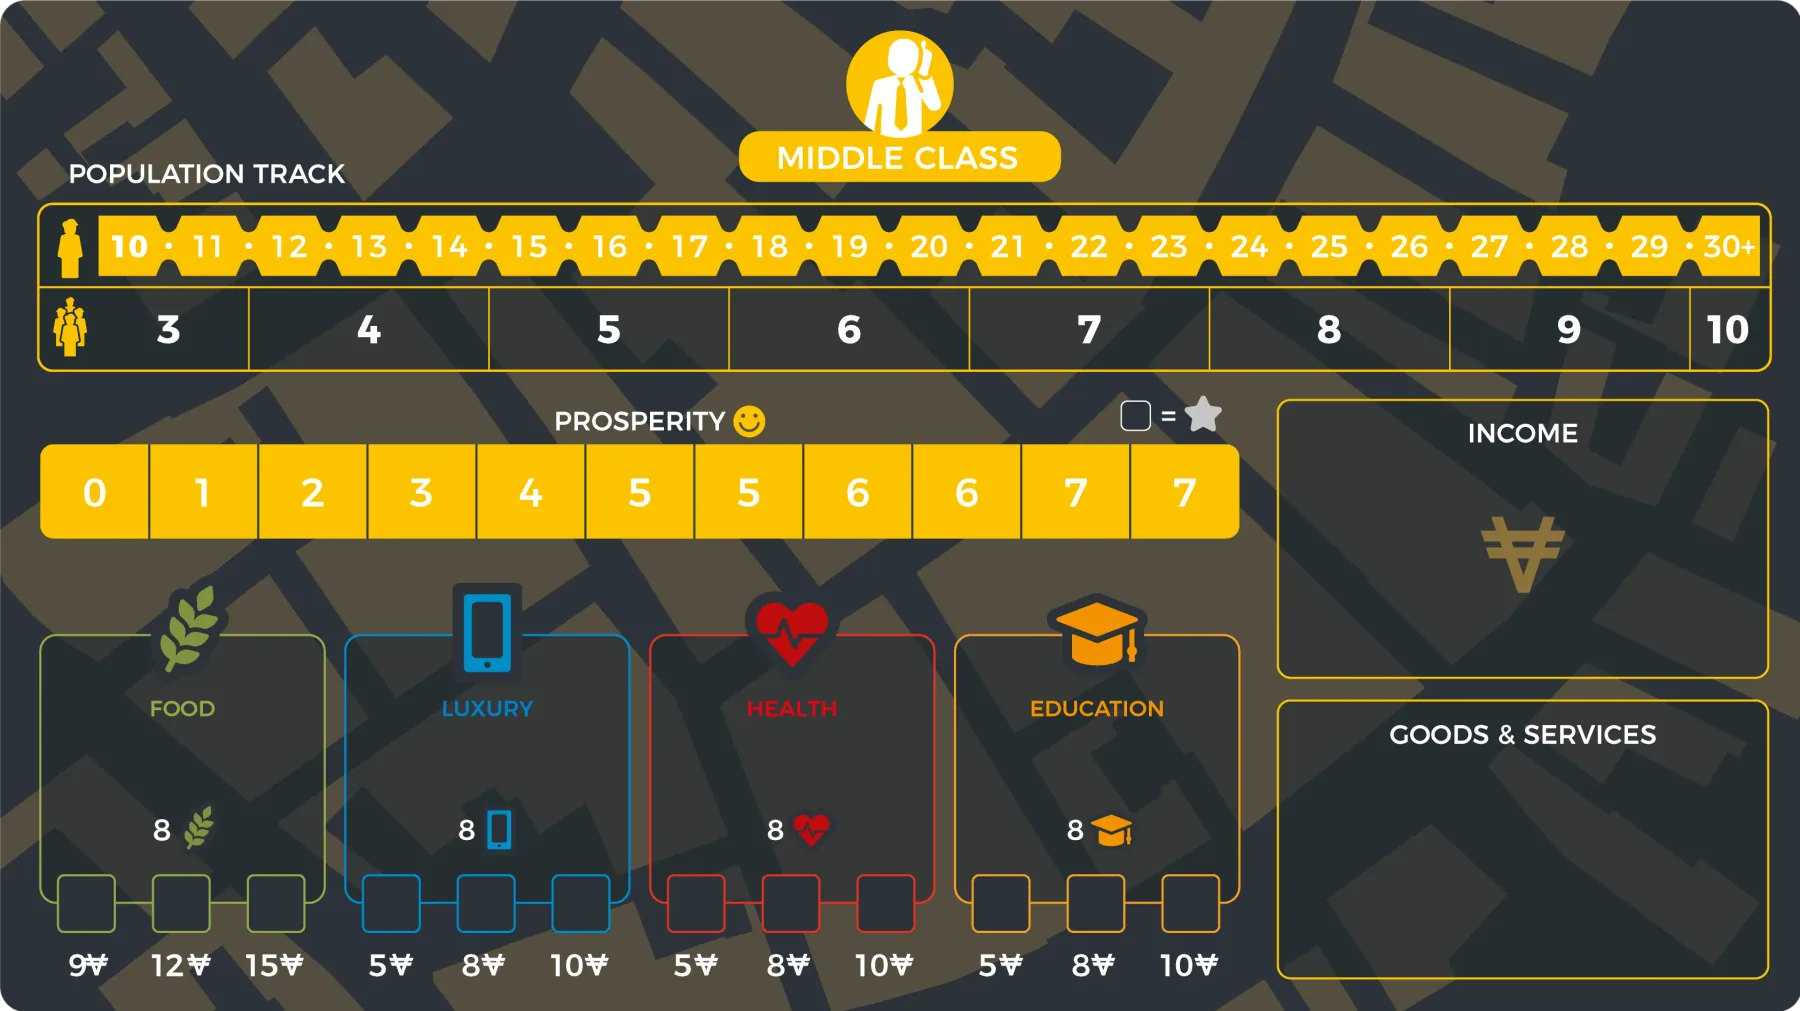 MIDDLE CLASS
POPULATION TRACK
10 · 11 · 12 · 13 · 14 · 15 · 16 · 17 · 18 · 19 · 20 · 21 · 22 · 23 · 24 · 25 · 26 · 27 · 28 · 29 · 30+
3 4 5 6 7 8 9 10
PROSPERITY =
0 1 2 3 4 5 5 6 6 7 7
INCOME
₩
FOOD LUXURY HEALTH EDUCATION
GOODS & SERVICES
8 8 8 8
9₩ 12₩ 15₩ 5₩ 8₩ 10₩ 5₩ 8₩ 10₩ 5₩ 8₩ 10₩